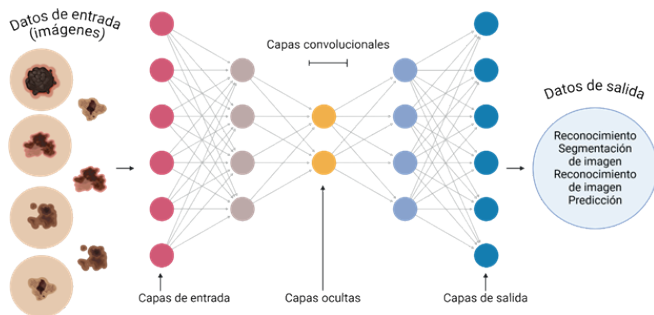 Datos de entrada
(imágenes)
Capas convolucionales
Datos de salida
Reconocimiento
Segmentación
de imagen
Reconocimiento
de imagen
Predicción
Capas de entrada
Capas ocultas
Capas de salida